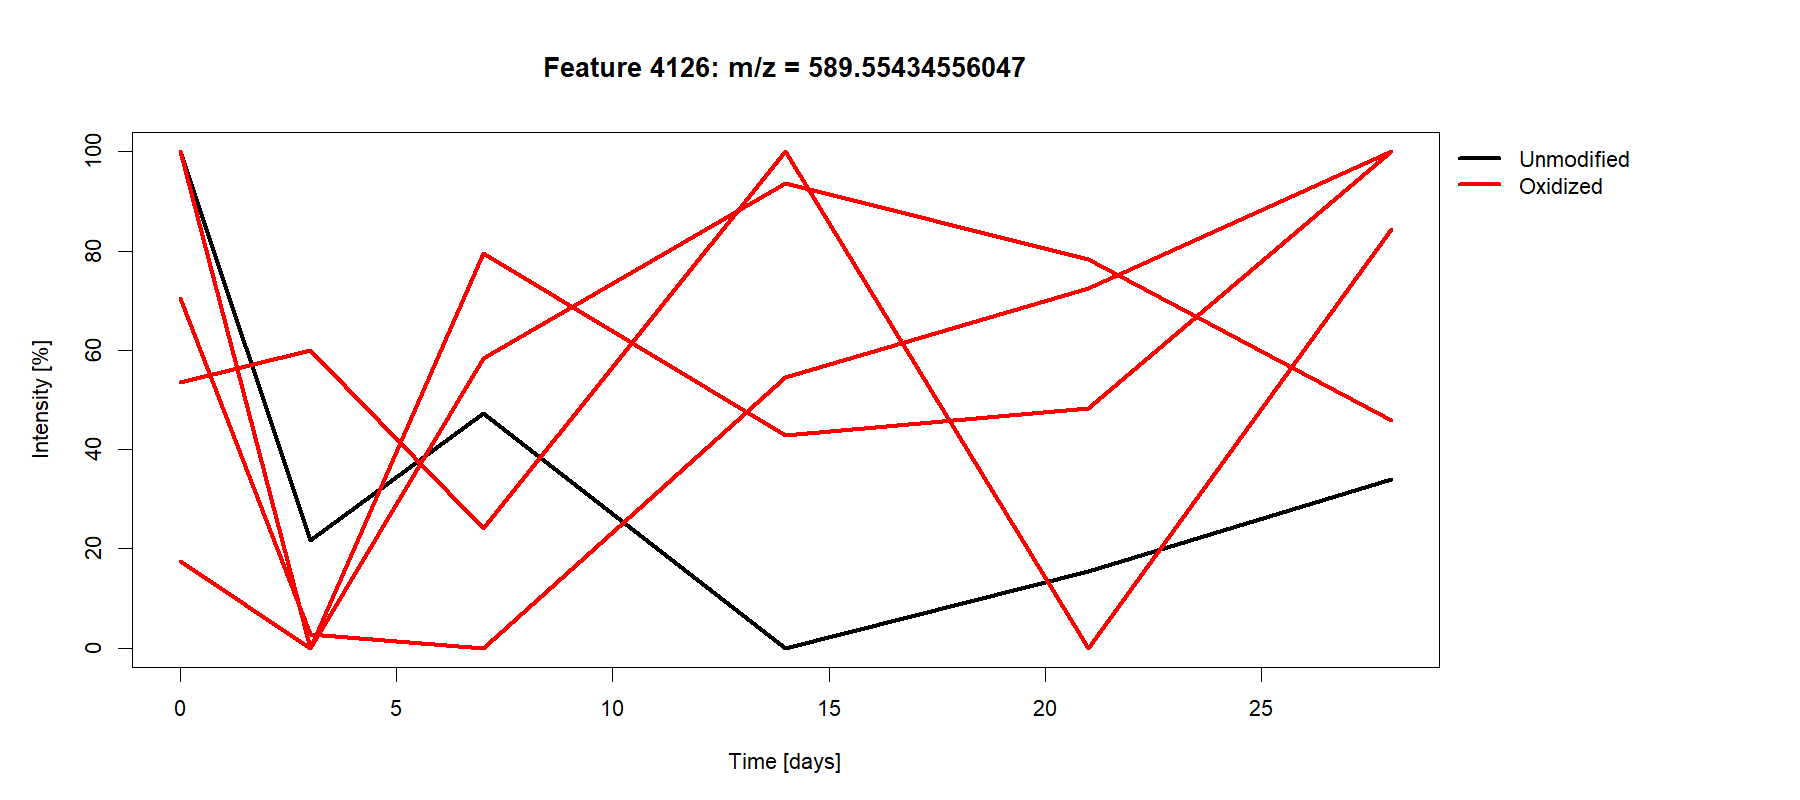 Feature 4126: m/z = 589.55434556047
Unmodified
Oxidized
Intensity [%]
100
80
60
40
20
0
0 5 10 15 20 25
Time [days]